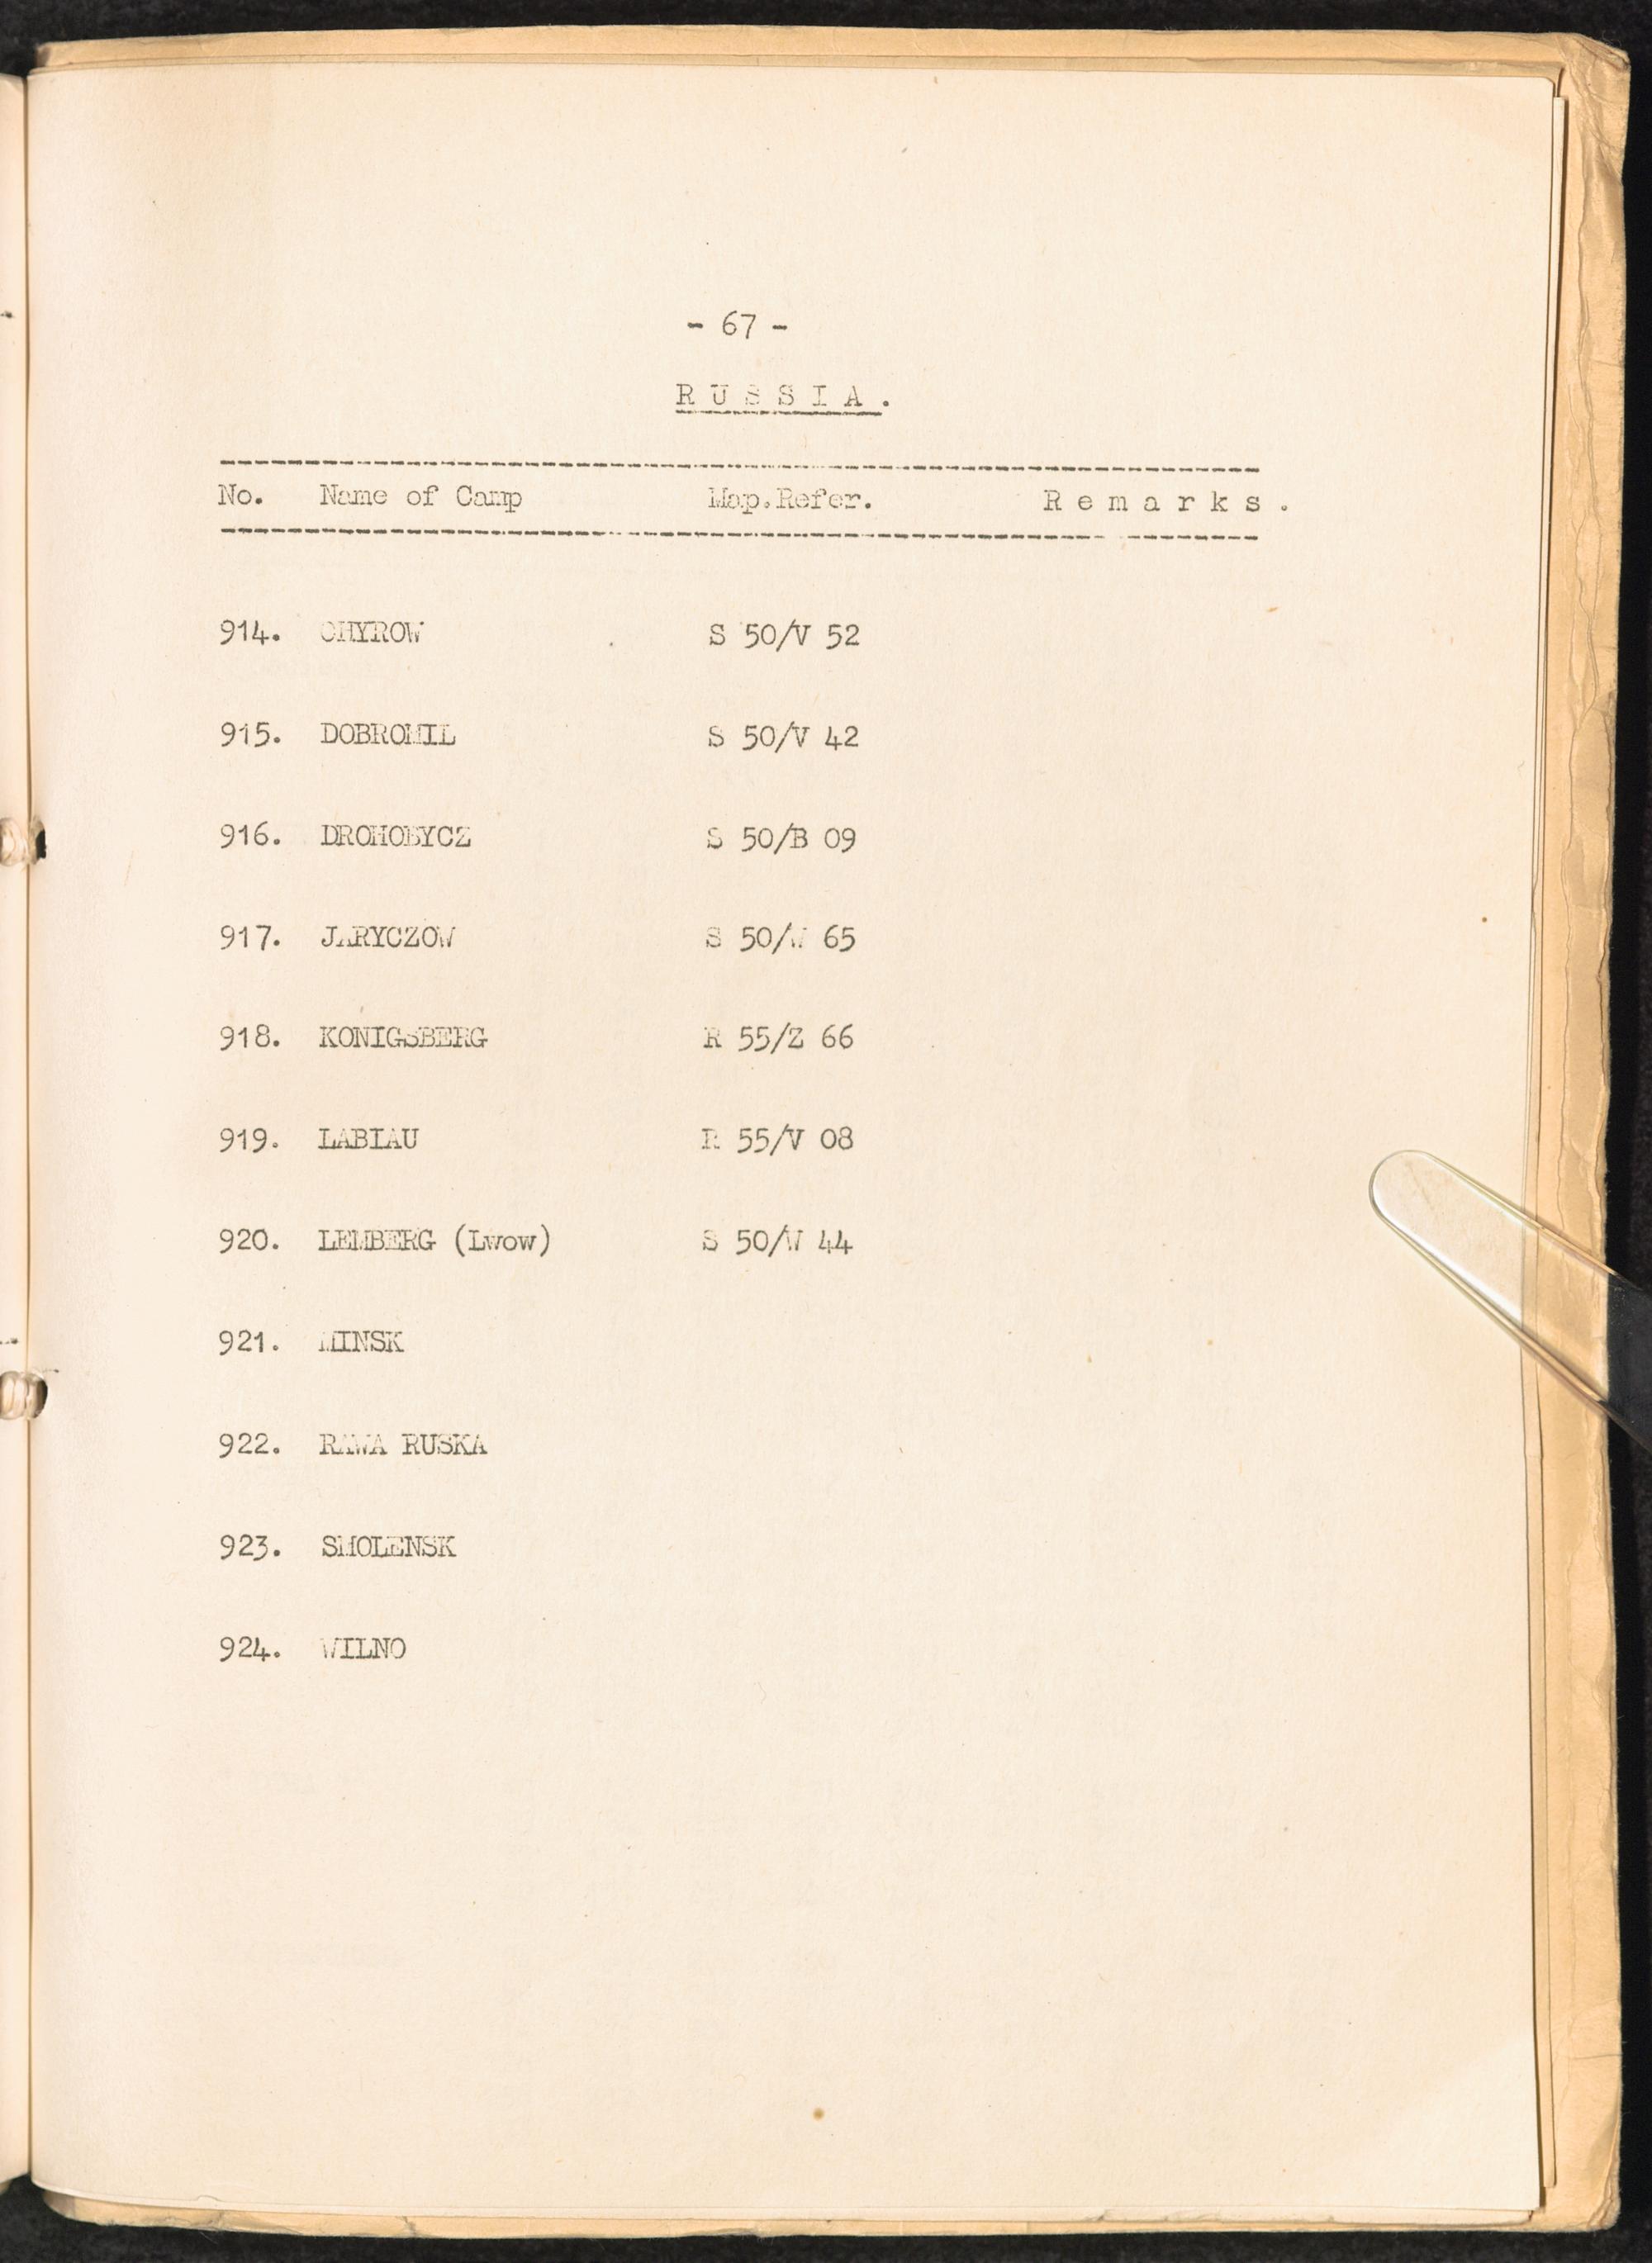 - 67 -
R U S S I A .
No. Name of Camp Map.Refer. R e m a r k s .
914. CHYROW S 50/V 52
915. DOBROMIL S 50/V 42
916. DROHOBYCZ S 50/B 09
917. JARYCZOW S 50/W 65
918. KONIGSBERG R 55/Z 66
919. LABIAU R 55/V 08
920. LEMBERG (Lwow) S 50/W 44
921. MINSK
922. RAWA RUSKA
923. SMOLENSK
924. WILNO